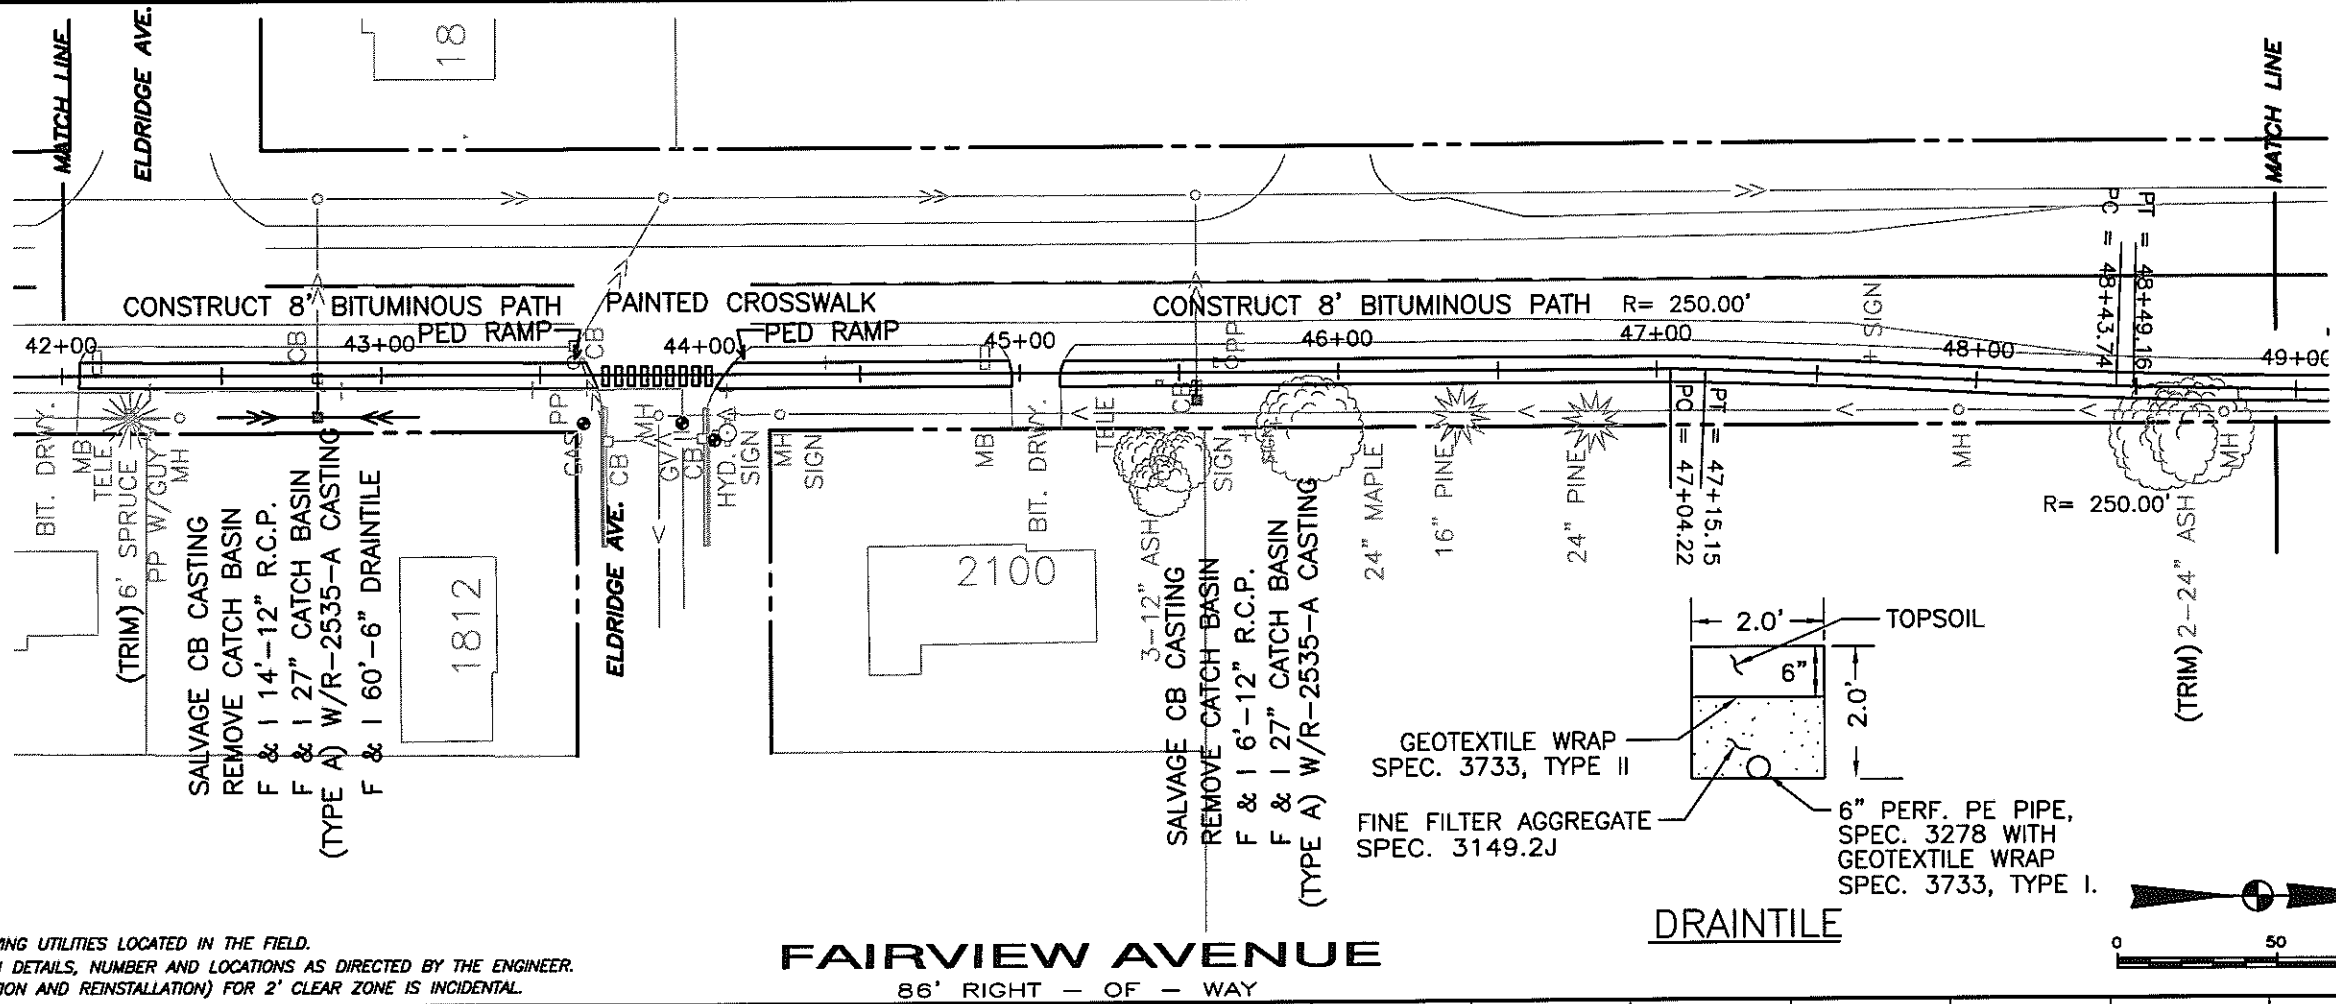 MATCH LINE
ELDRIDGE AVE.
18
MATCH LINE
PC = 48+43.74
PT = 48+49.16
CONSTRUCT 8' BITUMINOUS PATH
PAINTED CROSSWALK
CONSTRUCT 8' BITUMINOUS PATH
R= 250.00'
SIGN
PED RAMP
PED RAMP
42+00
CB
43+00
CB
44+00
45+00
OPP
46+00
47+00
48+00
49+00
BIT. DRWY.
MB
TELE
(TRIM) 6' SPRUCE
PP W/GUY
MH
PP
GAS
CB
MH
GV
CB
HYD.
SIGN
MH
SIGN
MB
BIT. DRWY.
TELE
CB
SIGN
SIGN
3-12" ASH
24" MAPLE
16" PINE
24" PINE
PC = 47+04.22
PT = 47+15.15
MH
MH
R= 250.00'
(TRIM) 2-24" ASH
SALVAGE CB CASTING
REMOVE CATCH BASIN
F & I 14'-12" R.C.P.
F & I 27" CATCH BASIN
(TYPE A) W/R-2535-A CASTING
F & I 60'-6" DRAINTILE
1812
ELDRIDGE AVE.
2100
SALVAGE CB CASTING
REMOVE CATCH BASIN
F & I 6'-12" R.C.P.
F & I 27" CATCH BASIN
(TYPE A) W/R-2535-A CASTING
2.0'
TOPSOIL
6"
2.0'
GEOTEXTILE WRAP
SPEC. 3733, TYPE II
FINE FILTER AGGREGATE
SPEC. 3149.2J
6" PERF. PE PIPE,
SPEC. 3278 WITH
GEOTEXTILE WRAP
SPEC. 3733, TYPE I.
DRAINTILE
0 50
FAIRVIEW AVENUE
86' RIGHT - OF - WAY
UTILITIES LOCATED IN THE FIELD.
DETAILS, NUMBER AND LOCATIONS AS DIRECTED BY THE ENGINEER.
AND REINSTALLATION) FOR 2' CLEAR ZONE IS INCIDENTAL.